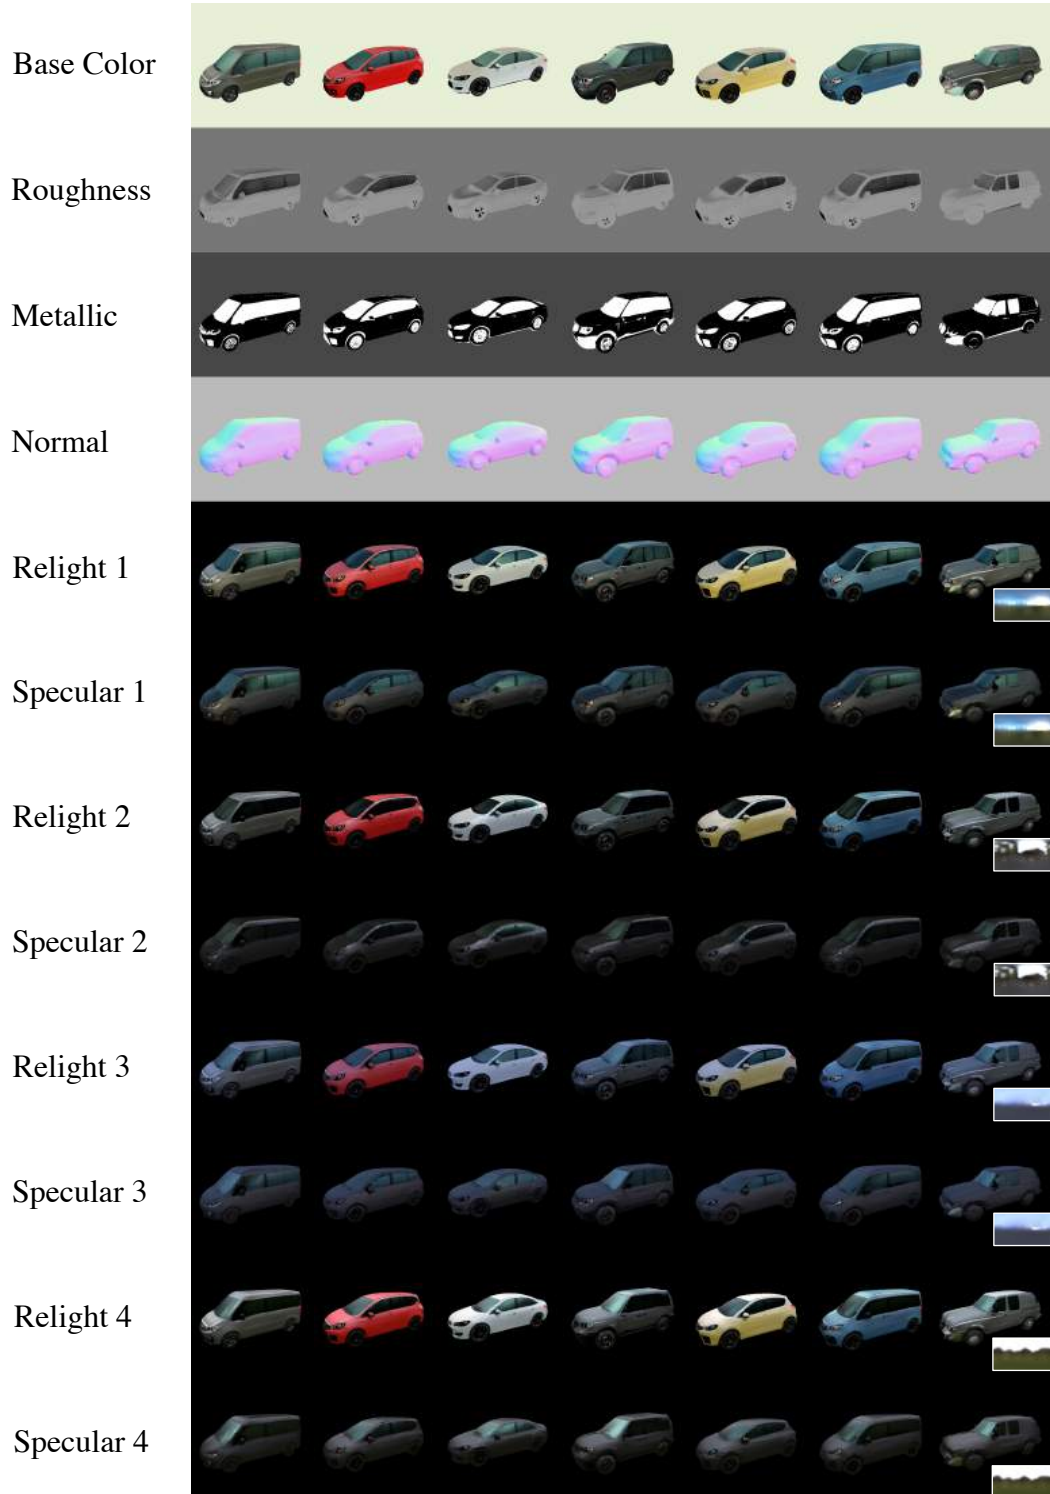 Base Color
Roughness
Metallic
Normal
Relight 1
Specular 1
Relight 2
Specular 2
Relight 3
Specular 3
Relight 4
Specular 4